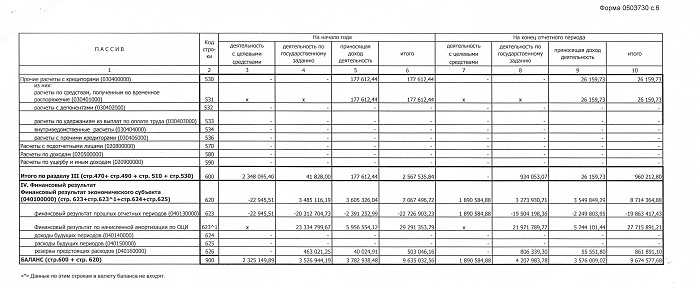 Форма 0503730 с.6
ПАССИВ Код стро-ки На начало года На конец отчетного периода
деятельность с целевыми средствами деятельность по государственному заданию приносящая доход деятельность итого деятельность с целевыми средствами деятельность по государственному заданию приносящая доход деятельность итого
1 2 3 4 5 6 7 8 9 10
Прочие расчеты с кредиторами (030400000) 530 - - 177 612,44 177 612,44 - - 26 159,73 26 159,73
из них:
расчеты по средствам, полученным во временное распоряжение (030401000) 531 х х 177 612,44 177 612,44 х х 26 159,73 26 159,73
расчеты с депонентами (030402000) 532 - - - - - - - -
расчеты по удержаниям из выплат по оплате труда (030403000) 533 - - - - - - - -
внутриведомственные расчеты (030404000) 534 - - - - - - - -
расчеты с прочими кредиторами (030406000) 536 - - - - - - - -
Расчеты с подотчетными лицами (020800000) 570 - - - - - - - -
Расчеты по доходам (020500000) 580 - - - - - - - -
Расчеты по ущербу и иным доходам (020900000) 590 - - - - - - - -
Итого по разделу III (стр.470+ стр.490 + стр. 510 + стр.530) 600 2 348 095,40 41 828,00 177 612,44 2 567 535,84 - 934 053,07 26 159,73 960 212,80
IV. Финансовый результат
Финансовый результат экономического субъекта (040100000) (стр. 623+стр.623^1+стр.624+стр.625) 620 -22 945,51 3 485 116,19 3 605 326,04 7 067 496,72 1 890 584,88 3 273 930,71 3 549 849,29 8 714 364,88
финансовый результат прошлых отчетных периодов (040130000) 623 -22 945,51 -20 312 704,73 -2 391 252,99 -22 726 903,23 1 890 584,88 -19 504 198,36 -2 249 803,95 -19 863 417,43
финансовый результат по начисленной амортизации по ОЦИ 623^1 х 23 334 799,67 5 956 554,12 29 291 353,79 х 21 971 789,77 5 744 101,44 27 715 891,21
доходы будущих периодов (040140000) 624 - - - - - - - -
расходы будущих периодов (040150000) 625 - - - - - - - -
резервы предстоящих расходов (040160000) 626 - 463 021,25 40 024,91 503 046,16 - 806 339,30 55 551,80 861 891,10
БАЛАНС (стр.600 + стр. 620) 900 2 325 149,89 3 526 944,19 3 782 938,48 9 635 032,56 1 890 584,88 4 207 983,78 3 576 009,02 9 674 577,68
<*> Данные по этим строкам в валюту баланса не входят.